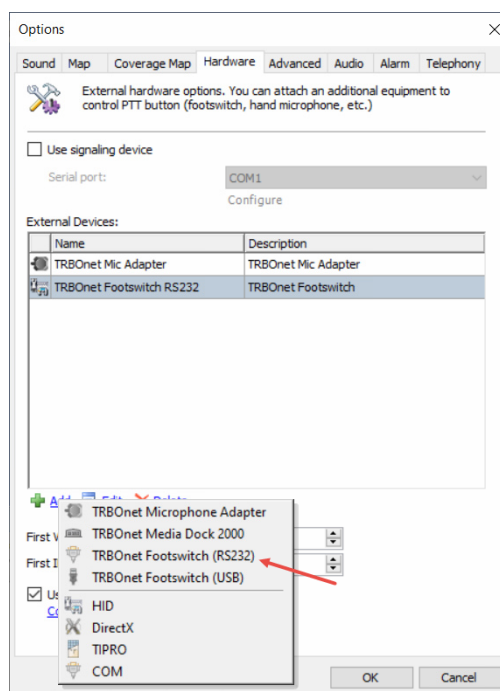 Options
Sound Map Coverage Map Hardware Advanced Audio Alarm Telephony
External hardware options. You can attach an additional equipment to
control PTT button (footswitch, hand microphone, etc.)
Use signaling device
Serial port: COM1
Configure
External Devices:
Name Description
TRBOnet Mic Adapter TRBOnet Mic Adapter
TRBOnet Footswitch RS232 TRBOnet Footswitch
Add Edit Delete
TRBOnet Microphone Adapter
First
TRBOnet Media Dock 2000
TRBOnet Footswitch (RS232)
First
TRBOnet Footswitch (USB)
HID
DirectX
TIPRO
COM
OK Cancel